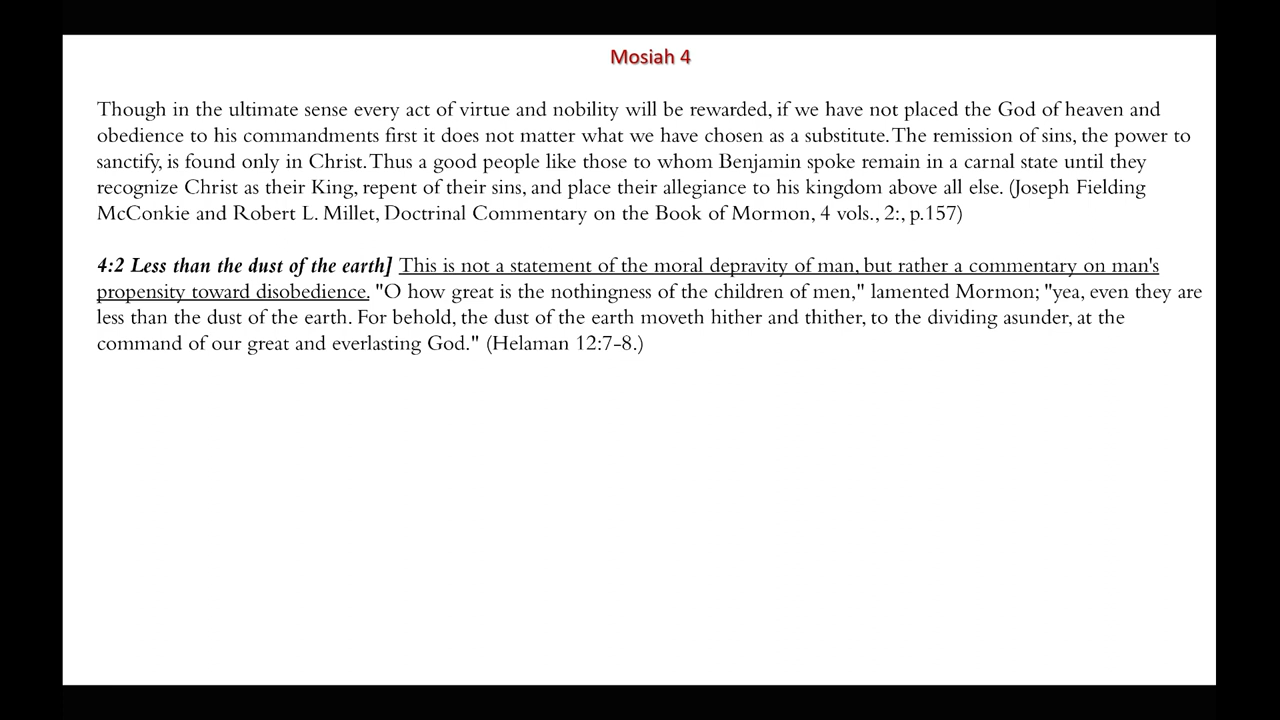 Mosiah 4
Though in the ultimate sense every act of virtue and nobility will be rewarded, if we have not placed the God of heaven and
obedience to his commandments first it does not matter what we have chosen as a substitute. The remission of sins, the power to
sanctify, is found only in Christ. Thus a good people like those to whom Benjamin spoke remain in a carnal state until they
recognize Christ as their King, repent of their sins, and place their allegiance to his kingdom above all else. (Joseph Fielding
McConkie and Robert L. Millet, Doctrinal Commentary on the Book of Mormon, 4 vols., 2:, p.157)
4:2 Less than the dust of the earth] This is not a statement of the moral depravity of man, but rather a commentary on man's
propensity toward disobedience. "O how great is the nothingness of the children of men," lamented Mormon; "yea, even they are
less than the dust of the earth. For behold, the dust of the earth moveth hither and thither, to the dividing asunder, at the
command of our great and everlasting God." (Helaman 12:7-8.)